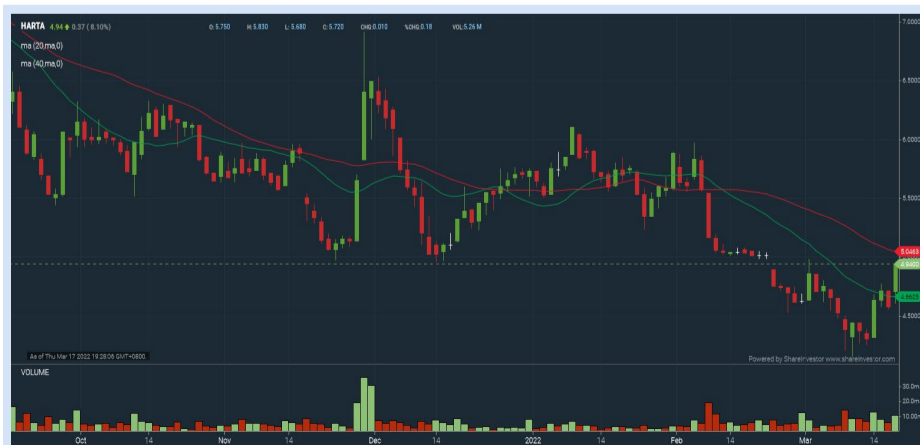 HARTA 4.94 0.37 ( 8.10%) O: 5.750 H: 5.830 L: 5.680 C: 5.720 CHG:0.010 %CHG:0.18 VOL:5.26 M
ma (20,ma,0)
ma (40,ma,0)
7.0000
6.5000
6.0000
5.5000
5.0463
4.9400
4.6625
4.5000
As of Thu Mar 17 2022 19:28:06 GMT+0800
Powered by ShareInvestor www.shareinvestor.com
VOLUME
30.0m
20.0m
10.00m
Oct 14 Nov 14 Dec 14 2022 14 Feb 14 Mar 14